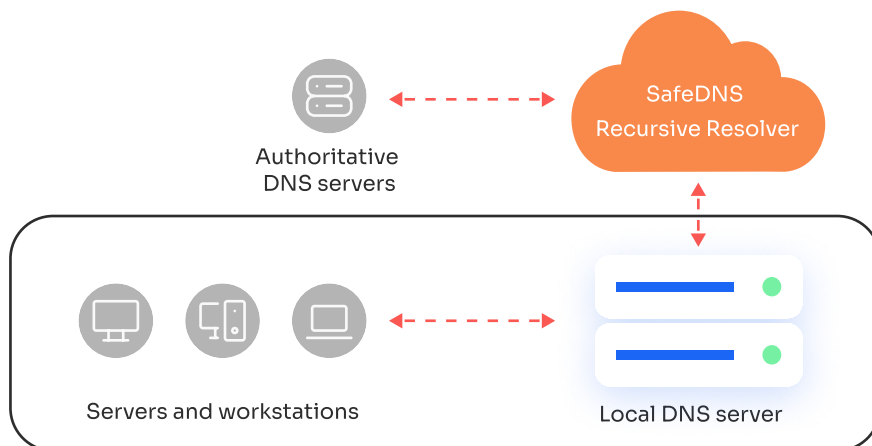 SafeDNS
Recursive Resolver
Authoritative
DNS servers
Servers and workstations
Local DNS server